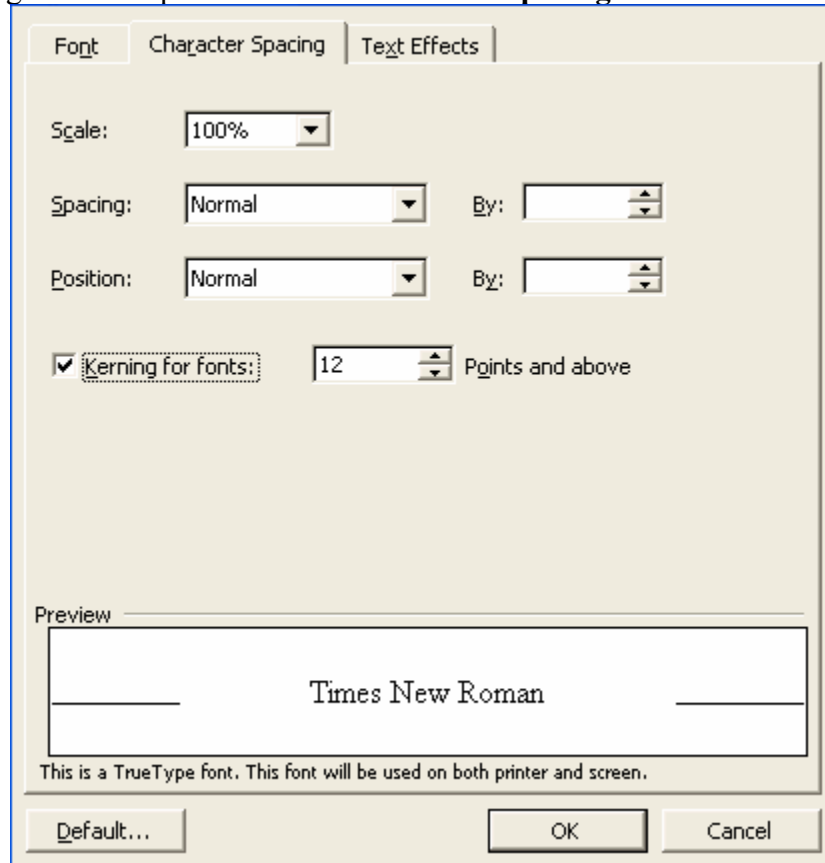 Font Character Spacing Text Effects
Scale: 100%
Spacing: Normal By:
Position: Normal By:
Kerning for fonts: 12 Points and above
Preview
Times New Roman
This is a TrueType font. This font will be used on both printer and screen.
Default... OK Cancel